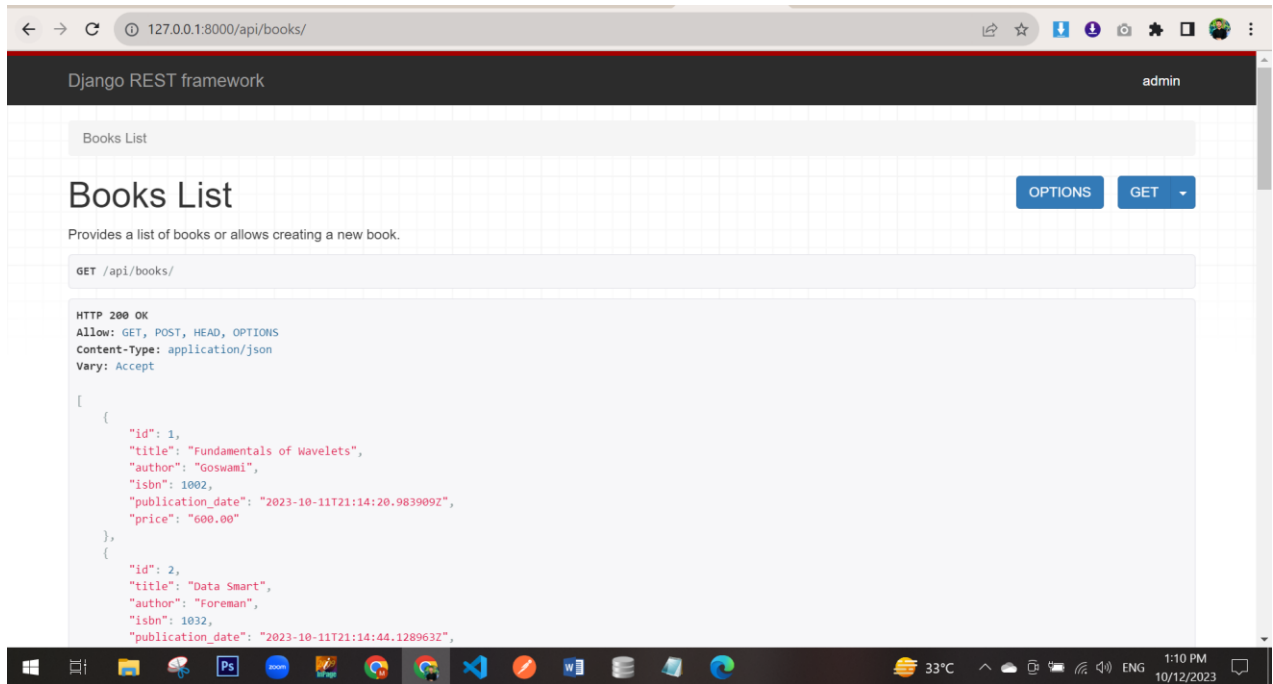 127.0.0.1:8000/api/books/
Django REST framework
admin
Books List
Books List
OPTIONS
GET
Provides a list of books or allows creating a new book.
GET /api/books/
HTTP 200 OK
Allow: GET, POST, HEAD, OPTIONS
Content-Type: application/json
Vary: Accept
[
{
"id": 1,
"title": "Fundamentals of Wavelets",
"author": "Goswami",
"isbn": 1002,
"publication_date": "2023-10-11T21:14:20.983909Z",
"price": "600.00"
},
{
"id": 2,
"title": "Data Smart",
"author": "Foreman",
"isbn": 1032,
"publication_date": "2023-10-11T21:14:44.128963Z",
Ps
zoom
33°C
ENG
1:10 PM
10/12/2023